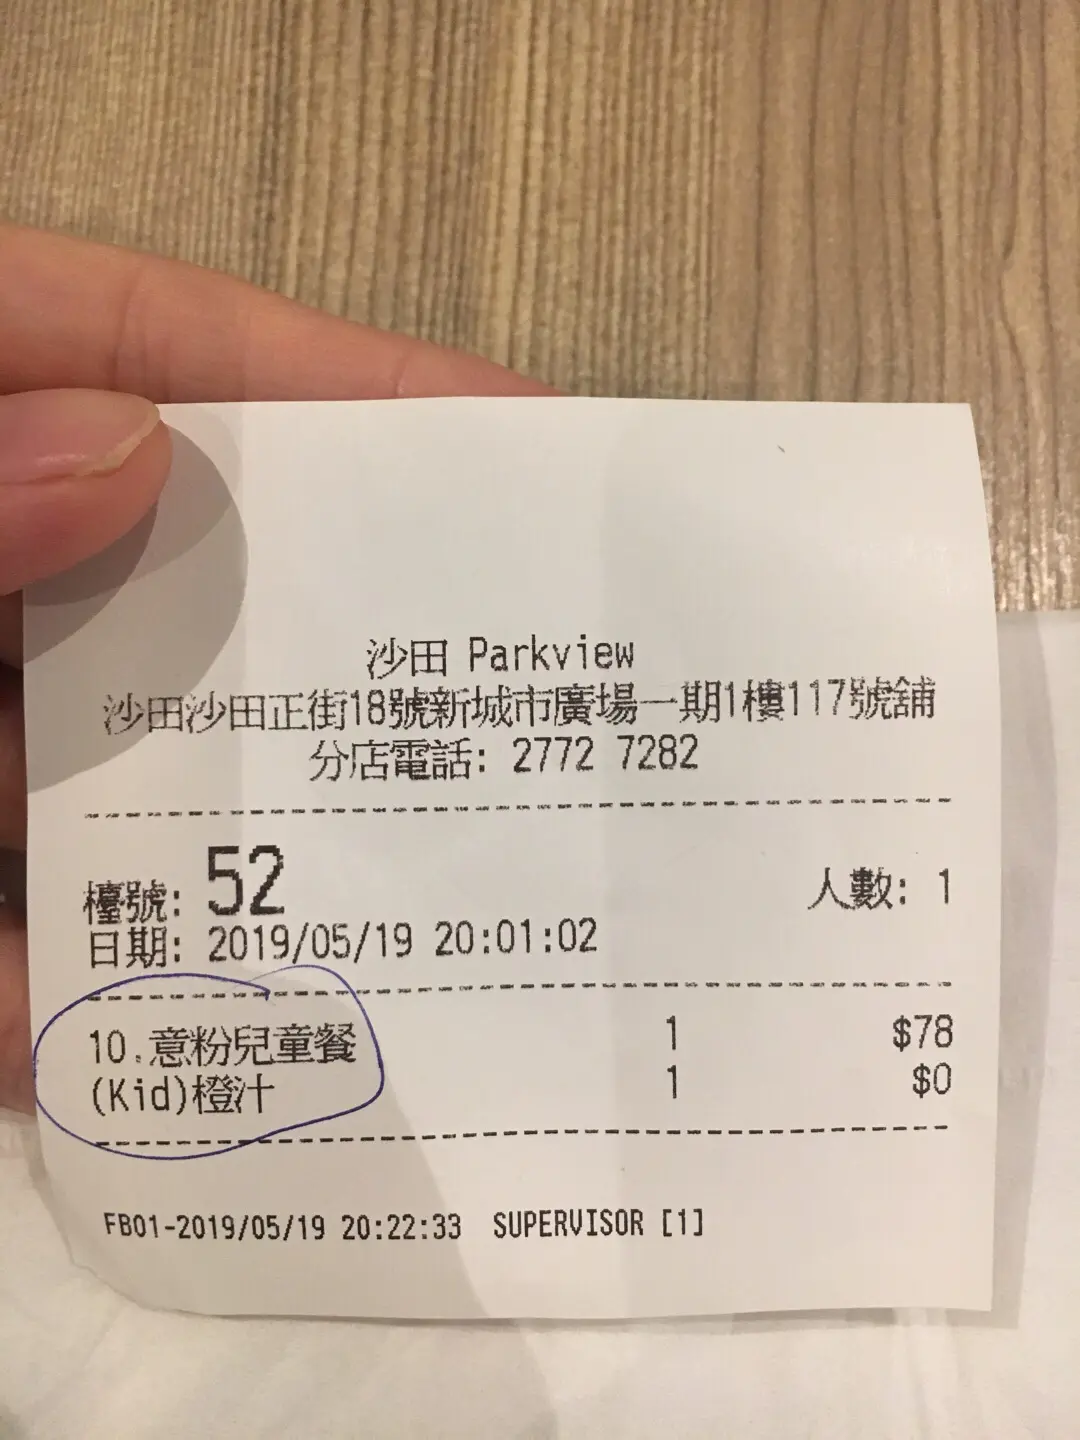 沙田 Parkview
沙田沙田正街18號新城市廣場一期1樓117號舖
分店電話: 2772 7282
檯號: 52 人數: 1
日期: 2019/05/19 20:01:02
10.意粉兒童餐 1 $78
(Kid)橙汁 1 $0
FB01-2019/05/19 20:22:33 SUPERVISOR [1]